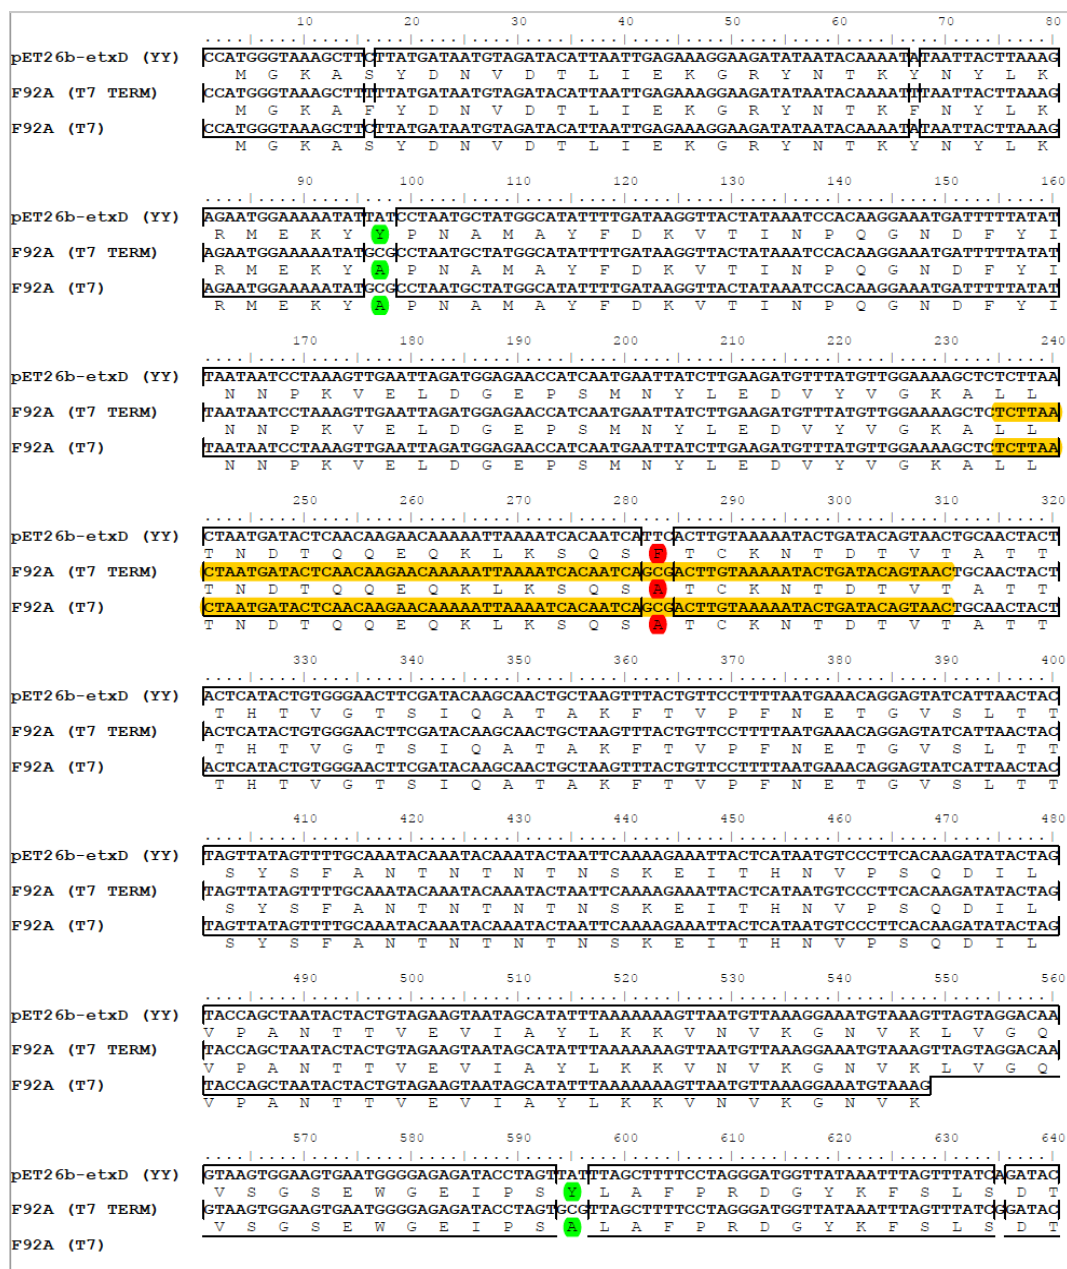 10 20 30 40 50 60 70 80
....|....|....|....|....|....|....|....|....|....|....|....|....|....|....|....|
pET26b-etxD (YY) CCATGGGTAAAGCTTCTTATGATAATGTAGATACATTAATTGAGAAAGGAAGATATAATACAAAATATAATTACTTAAAG
M G K A S Y D N V D T L I E K G R Y N T K Y N Y L K
F92A (T7 TERM) CCATGGGTAAAGCTTTTTATGATAATGTAGATACATTAATTGAGAAAGGAAGATATAATACAAAATTTAATTACTTAAAG
M G K A F Y D N V D T L I E K G R Y N T K F N Y L K
F92A (T7) CCATGGGTAAAGCTTCTTATGATAATGTAGATACATTAATTGAGAAAGGAAGATATAATACAAAATATAATTACTTAAAG
M G K A S Y D N V D T L I E K G R Y N T K Y N Y L K
90 100 110 120 130 140 150 160
....|....|....|....|....|....|....|....|....|....|....|....|....|....|....|....|
pET26b-etxD (YY) AGAATGGAAAAATATTATCCTAATGCTATGGCATATTTTGATAAGGTTACTATAAATCCACAAGGAAATGATTTTTATAT
R M E K Y Y P N A M A Y F D K V T I N P Q G N D F Y I
F92A (T7 TERM) AGAATGGAAAAATATGCGCCTAATGCTATGGCATATTTTGATAAGGTTACTATAAATCCACAAGGAAATGATTTTTATAT
R M E K Y A P N A M A Y F D K V T I N P Q G N D F Y I
F92A (T7) AGAATGGAAAAATATGCGCCTAATGCTATGGCATATTTTGATAAGGTTACTATAAATCCACAAGGAAATGATTTTTATAT
R M E K Y A P N A M A Y F D K V T I N P Q G N D F Y I
170 180 190 200 210 220 230 240
....|....|....|....|....|....|....|....|....|....|....|....|....|....|....|....|
pET26b-etxD (YY) TAATAATCCTAAAGTTGAATTAGATGGAGAACCATCAATGAATTATCTTGAAGATGTTTATGTTGGAAAAGCTCTCTTAA
N N P K V E L D G E P S M N Y L E D V Y V G K A L L
F92A (T7 TERM) TAATAATCCTAAAGTTGAATTAGATGGAGAACCATCAATGAATTATCTTGAAGATGTTTATGTTGGAAAAGCTCTCTTAA
N N P K V E L D G E P S M N Y L E D V Y V G K A L L
F92A (T7) TAATAATCCTAAAGTTGAATTAGATGGAGAACCATCAATGAATTATCTTGAAGATGTTTATGTTGGAAAAGCTCTCTTAA
N N P K V E L D G E P S M N Y L E D V Y V G K A L L
250 260 270 280 290 300 310 320
....|....|....|....|....|....|....|....|....|....|....|....|....|....|....|....|
pET26b-etxD (YY) CTAATGATACTCAACAAGAACAAAAATTAAAATCACAATCATTCACTTGTAAAAATACTGATACAGTAACTGCAACTACT
T N D T Q Q E Q K L K S Q S F T C K N T D T V T A T T
F92A (T7 TERM) CTAATGATACTCAACAAGAACAAAAATTAAAATCACAATCAGCGACTTGTAAAAATACTGATACAGTAACTGCAACTACT
T N D T Q Q E Q K L K S Q S A T C K N T D T V T A T T
F92A (T7) CTAATGATACTCAACAAGAACAAAAATTAAAATCACAATCAGCGACTTGTAAAAATACTGATACAGTAACTGCAACTACT
T N D T Q Q E Q K L K S Q S A T C K N T D T V T A T T
330 340 350 360 370 380 390 400
....|....|....|....|....|....|....|....|....|....|....|....|....|....|....|....|
pET26b-etxD (YY) ACTCATACTGTGGGAACTTCGATACAAGCAACTGCTAAGTTTACTGTTCCTTTTAATGAAACAGGAGTATCATTAACTAC
T H T V G T S I Q A T A K F T V P F N E T G V S L T T
F92A (T7 TERM) ACTCATACTGTGGGAACTTCGATACAAGCAACTGCTAAGTTTACTGTTCCTTTTAATGAAACAGGAGTATCATTAACTAC
T H T V G T S I Q A T A K F T V P F N E T G V S L T T
F92A (T7) ACTCATACTGTGGGAACTTCGATACAAGCAACTGCTAAGTTTACTGTTCCTTTTAATGAAACAGGAGTATCATTAACTAC
T H T V G T S I Q A T A K F T V P F N E T G V S L T T
410 420 430 440 450 460 470 480
....|....|....|....|....|....|....|....|....|....|....|....|....|....|....|....|
pET26b-etxD (YY) TAGTTATAGTTTTGCAAATACAAATACAAATACTAATTCAAAAGAAATTACTCATAATGTCCCTTCACAAGATATACTAG
S Y S F A N T N T N T N S K E I T H N V P S Q D I L
F92A (T7 TERM) TAGTTATAGTTTTGCAAATACAAATACAAATACTAATTCAAAAGAAATTACTCATAATGTCCCTTCACAAGATATACTAG
S Y S F A N T N T N T N S K E I T H N V P S Q D I L
F92A (T7) TAGTTATAGTTTTGCAAATACAAATACAAATACTAATTCAAAAGAAATTACTCATAATGTCCCTTCACAAGATATACTAG
S Y S F A N T N T N T N S K E I T H N V P S Q D I L
490 500 510 520 530 540 550 560
....|....|....|....|....|....|....|....|....|....|....|....|....|....|....|....|
pET26b-etxD (YY) TACCAGCTAATACTACTGTAGAAGTAATAGCATATTTAAAAAAAGTTAATGTTAAAGGAAATGTAAAGTTAGTAGGACAA
V P A N T T V E V I A Y L K K V N V K G N V K L V G Q
F92A (T7 TERM) TACCAGCTAATACTACTGTAGAAGTAATAGCATATTTAAAAAAAGTTAATGTTAAAGGAAATGTAAAGTTAGTAGGACAA
V P A N T T V E V I A Y L K K V N V K G N V K L V G Q
F92A (T7) TACCAGCTAATACTACTGTAGAAGTAATAGCATATTTAAAAAAAGTTAATGTTAAAGGAAATGTAAAG
V P A N T T V E V I A Y L K K V N V K G N V K
570 580 590 600 610 620 630 640
....|....|....|....|....|....|....|....|....|....|....|....|....|....|....|....|
pET26b-etxD (YY) GTAAGTGGAAGTGAATGGGGAGAGATACCTAGTTATTTAGCTTTTCCTAGGGATGGTTATAAATTTAGTTTATCAGATAC
V S G S E W G E I P S Y L A F P R D G Y K F S L S D T
F92A (T7 TERM) GTAAGTGGAAGTGAATGGGGAGAGATACCTAGTGCGTTAGCTTTTCCTAGGGATGGTTATAAATTTAGTTTATCGGATAC
V S G S E W G E I P S A L A F P R D G Y K F S L S D T
F92A (T7)